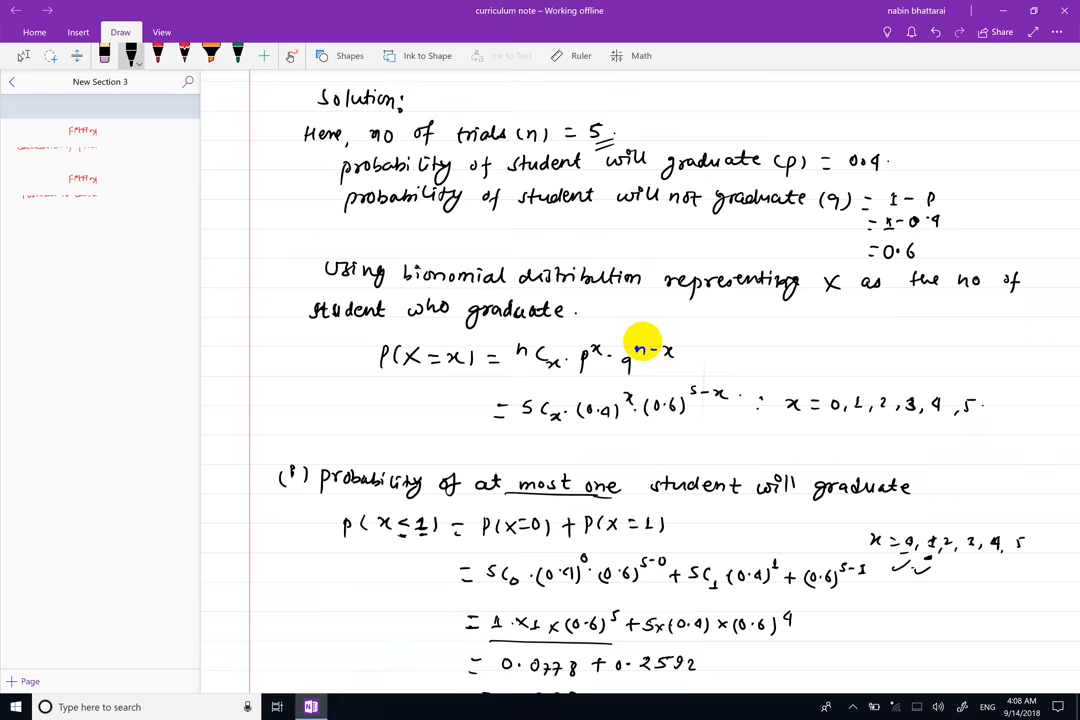 curriculum note – Working offline
nabin bhattarai
Home Insert Draw View
Share
Shapes Ink to Shape Ink to Text Ruler Math
New Section 3
Solution:
Here, no of trials (n) = 5.
probability of student will graduate (p) = 0.4.
probability of student will not graduate (q) = 1 - p
= 1 - 0.4
= 0.6
Using bionomial distribution representing X as the no of
student who graduate.
P(X = x) = ⁿCₓ. pˣ. qⁿ⁻ˣ
= 5Cₓ. (0.4)ˣ. (0.6)⁵⁻ˣ. : x = 0, 1, 2, 3, 4, 5.
(i) probability of at most one student will graduate
P( x ≤ 1) = P(X=0) + P(X = 1)
x = 0, 1, 2, 3, 4, 5
= 5C₀ . (0.4)⁰. (0.6)⁵⁻⁰ + 5C₁ (0.4)¹ + (0.6)⁵⁻¹
= 1 . x 1 x (0.6)⁵ + 5x (0.4) x (0.6)⁴
= 0.0778 + 0.2592
Page
Type here to search
ENG
4:08 AM
9/14/2018